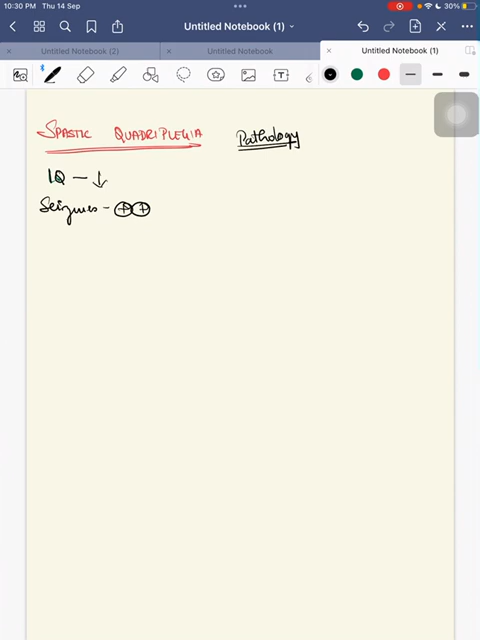 10:30 PM Thu 14 Sep 30%
Untitled Notebook (1)
Untitled Notebook (2) Untitled Notebook Untitled Notebook (1)
SPASTIC QUADRIPLEGIA Pathology
IQ – ↓
Seizures – ⊕⊕